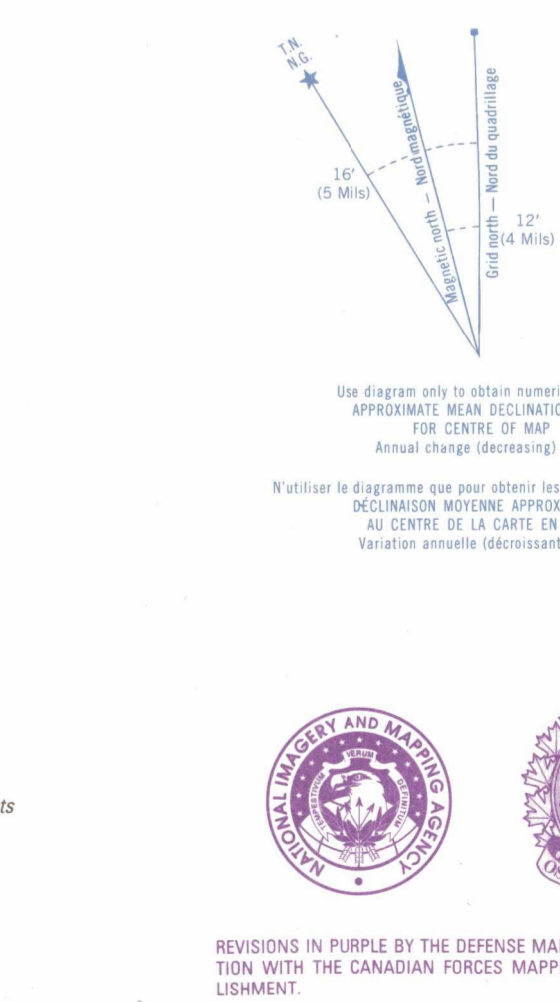 T.N.
N.G.
Magnetic north — Nord magnétique
Grid north — Nord du quadrillage
16′
(5 Mils)
12′
(4 Mils)
Use diagram only to obtain numeri
APPROXIMATE MEAN DECLINATIO
FOR CENTRE OF MAP
Annual change (decreasing)
N'utiliser le diagramme que pour obtenir les
DÉCLINAISON MOYENNE APPROX
AU CENTRE DE LA CARTE EN
Variation annuelle (décroissant
NATIONAL IMAGERY AND MAPPING AGENCY
TEMPESTIVUM VERUM DEFINITUM
ts
REVISIONS IN PURPLE BY THE DEFENSE MA
TION WITH THE CANADIAN FORCES MAPP
LISHMENT.